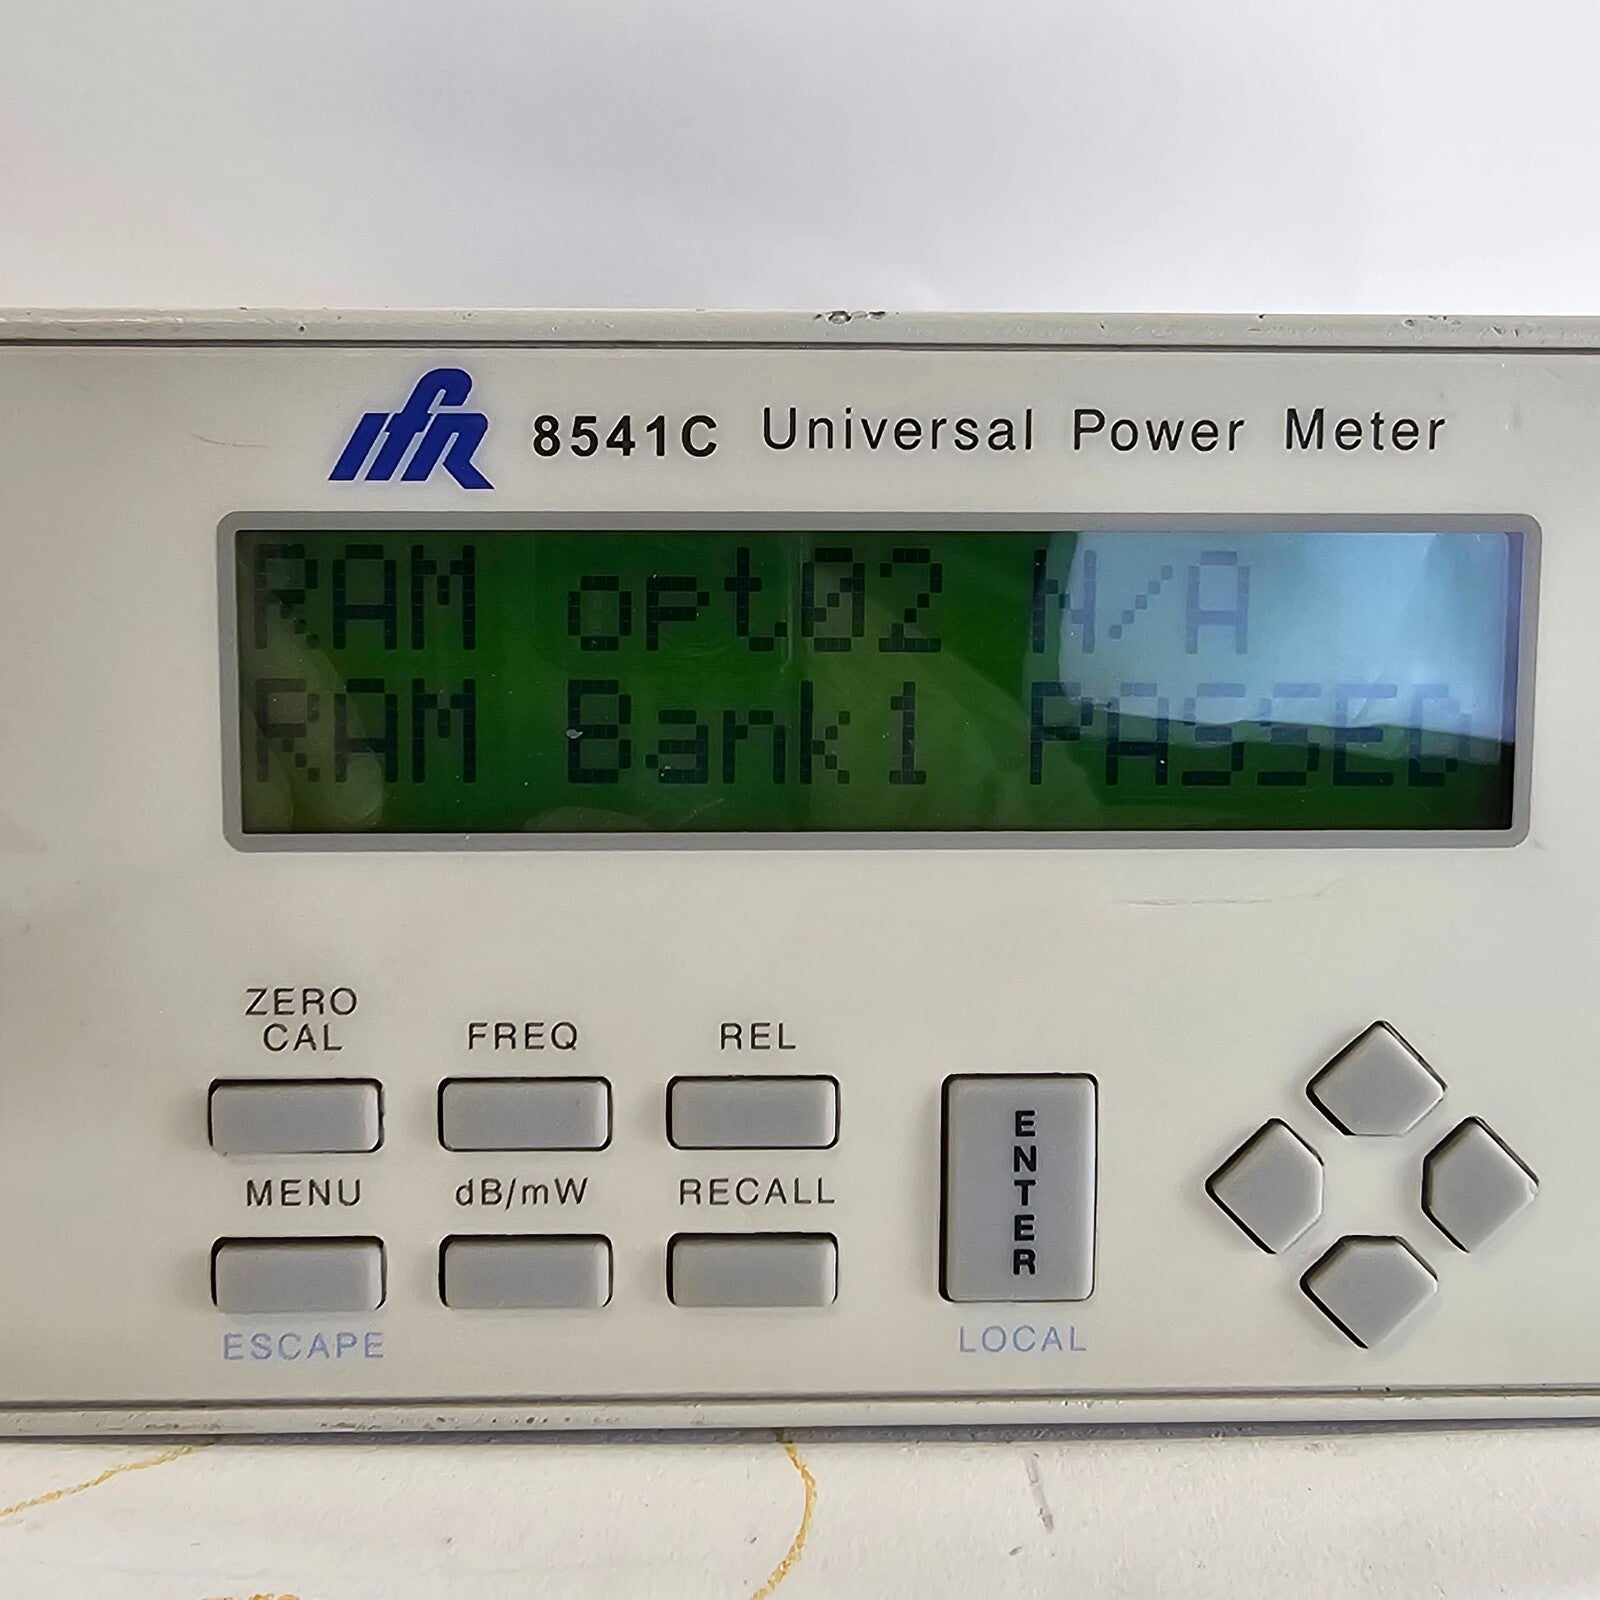 ifr 8541C Universal Power Meter
RAM opt02 N/A
RAM Bank1 PASSED
ZERO
CAL FREQ REL
MENU dB/mW RECALL
ENTER
ESCAPE LOCAL